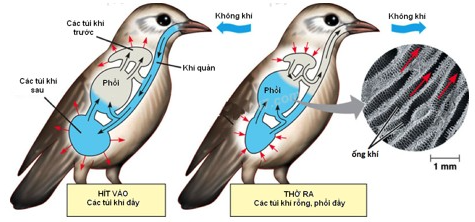 Các túi khí
trước
Không khí
Khí quản
Phổi
Các túi khí
sau
HÍT VÀO
Các túi khí đầy
Không khí
Phổi
THỞ RA
Các túi khí rỗng, phổi đầy
ống khí
1 mm